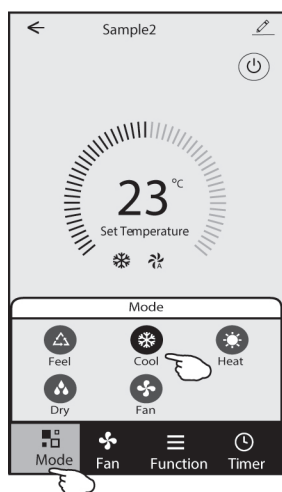 Sample2
23°C
Set Temperature
A
Mode
Feel Cool Heat
Dry Fan
Mode Fan Function Timer